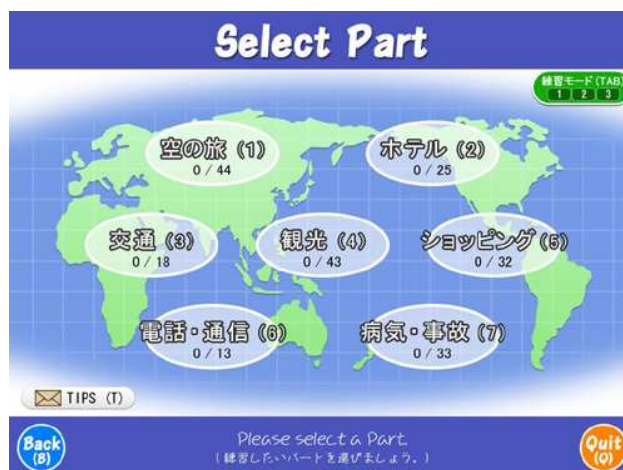 Select Part
練習モード(TAB)
1 2 3
空の旅 (1)
0 / 44
ホテル (2)
0 / 25
交通 (3)
0 / 18
観光 (4)
0 / 43
ショッピング (5)
0 / 32
電話・通信 (6)
0 / 13
病気・事故 (7)
0 / 33
TIPS (T)
Back
(B)
Please select a Part.
(練習したいパートを選びましょう。)
Quit
(Q)